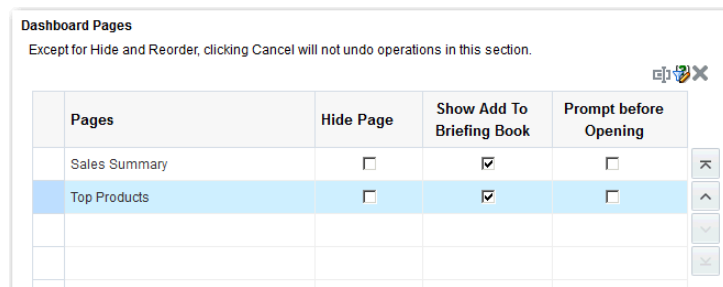 Dashboard Pages
Except for Hide and Reorder, clicking Cancel will not undo operations in this section.
Pages Hide Page Show Add To Briefing Book Prompt before Opening
Sales Summary
Top Products